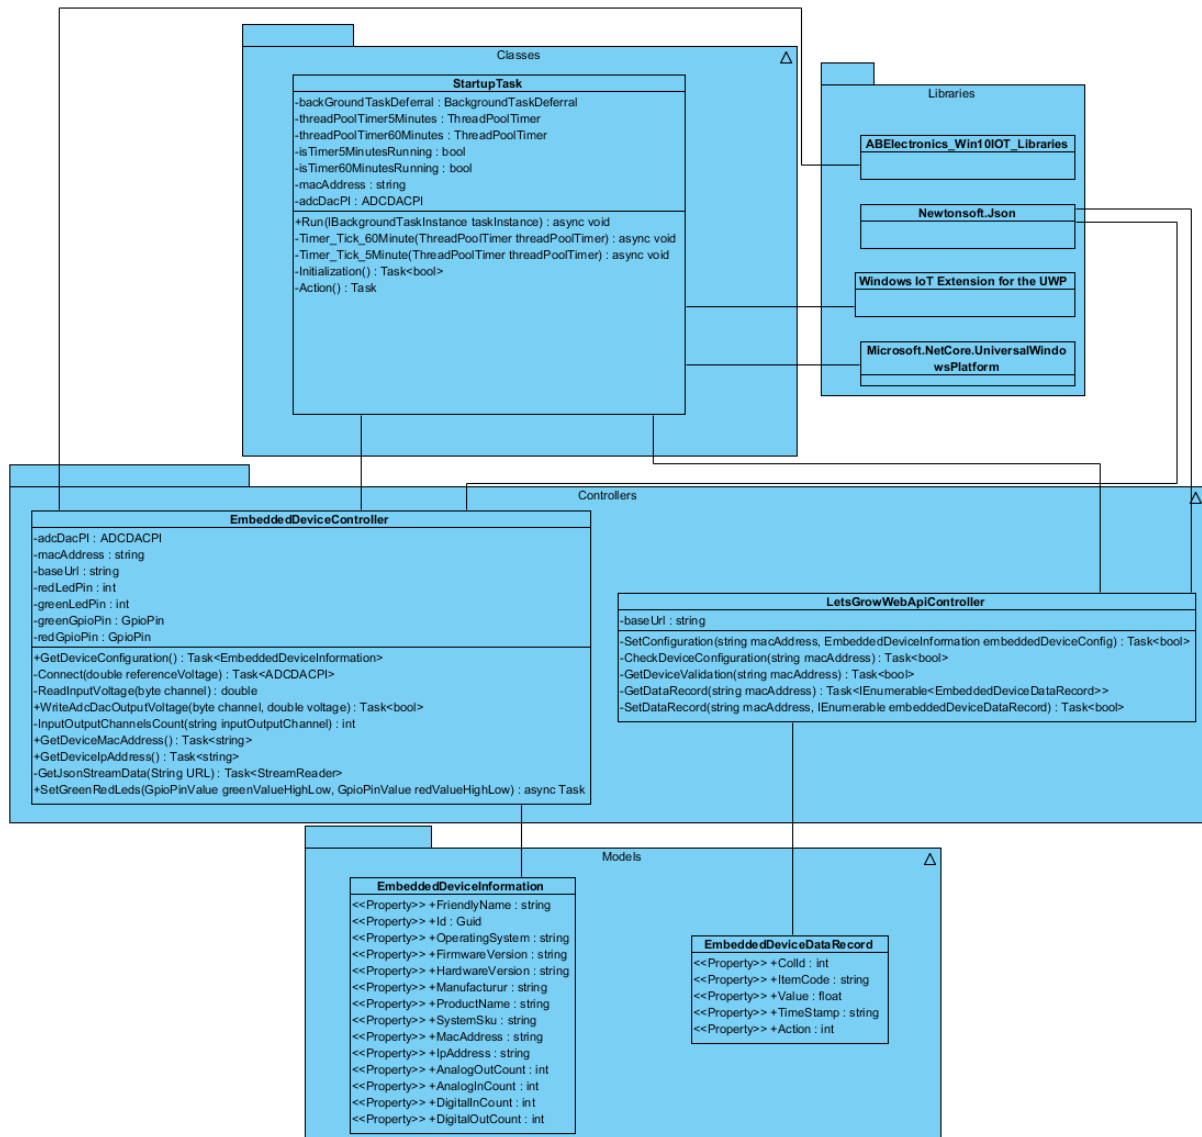 Classes
StartupTask
-backGroundTaskDeferral : BackgroundTaskDeferral
-threadPoolTimer5Minutes : ThreadPoolTimer
-threadPoolTimer60Minutes : ThreadPoolTimer
-isTimer5MinutesRunning : bool
-isTimer60MinutesRunning : bool
-macAddress : string
-adcDacPI : ADCDACPI
+Run(IBackgroundTaskInstance taskInstance) : async void
-Timer_Tick_60Minute(ThreadPoolTimer threadPoolTimer) : async void
-Timer_Tick_5Minute(ThreadPoolTimer threadPoolTimer) : async void
-Initialization() : Task<bool>
-Action() : Task
Libraries
ABElectronics_Win10IOT_Libraries
Newtonsoft.Json
Windows IoT Extension for the UWP
Microsoft.NetCore.UniversalWindo
wsPlatform
Controllers
EmbeddedDeviceController
-adcDacPI : ADCDACPI
-macAddress : string
-baseUrl : string
-redLedPin : int
-greenLedPin : int
-greenGpioPin : GpioPin
-redGpioPin : GpioPin
+GetDeviceConfiguration() : Task<EmbeddedDeviceInformation>
-Connect(double referenceVoltage) : Task<ADCDACPI>
-ReadInputVoltage(byte channel) : double
+WriteAdcDacOutputVoltage(byte channel, double voltage) : Task<bool>
-InputOutputChannelsCount(string inputOutputChannel) : int
+GetDeviceMacAddress() : Task<string>
+GetDeviceIpAddress() : Task<string>
-GetJsonStreamData(String URL) : Task<StreamReader>
+SetGreenRedLeds(GpioPinValue greenValueHighLow, GpioPinValue redValueHighLow) : async Task
LetsGrowWebApiController
-baseUrl : string
-SetConfiguration(string macAddress, EmbeddedDeviceInformation embeddedDeviceConfig) : Task<bool>
-CheckDeviceConfiguration(string macAddress) : Task<bool>
-GetDeviceValidation(string macAddress) : Task<bool>
-GetDataRecord(string macAddress) : Task<IEnumerable<EmbeddedDeviceDataRecord>>
-SetDataRecord(string macAddress, IEnumerable embeddedDeviceDataRecord) : Task<bool>
Models
EmbeddedDeviceInformation
<<Property>> +FriendlyName : string
<<Property>> +Id : Guid
<<Property>> +OperatingSystem : string
<<Property>> +FirmwareVersion : string
<<Property>> +HardwareVersion : string
<<Property>> +Manufacturur : string
<<Property>> +ProductName : string
<<Property>> +SystemSku : string
<<Property>> +MacAddress : string
<<Property>> +IpAddress : string
<<Property>> +AnalogOutCount : int
<<Property>> +AnalogInCount : int
<<Property>> +DigitalInCount : int
<<Property>> +DigitalOutCount : int
EmbeddedDeviceDataRecord
<<Property>> +ColId : int
<<Property>> +ItemCode : string
<<Property>> +Value : float
<<Property>> +TimeStamp : string
<<Property>> +Action : int